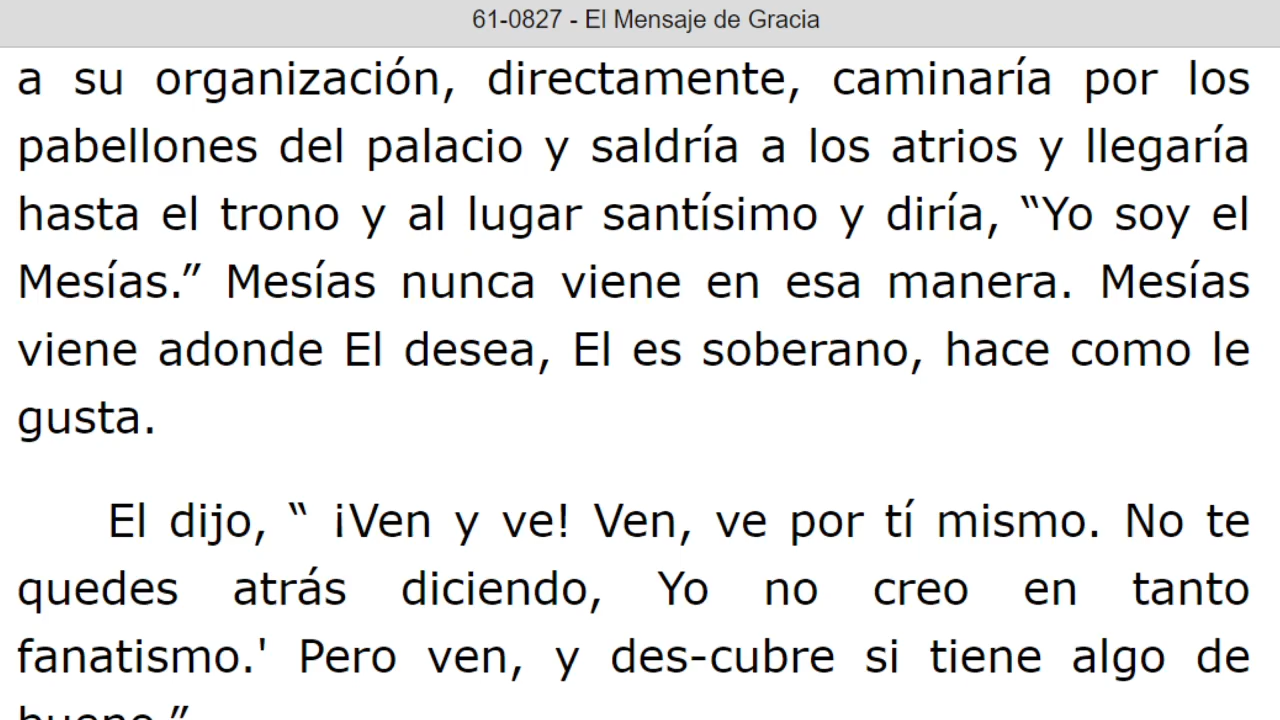 61-0827 - El Mensaje de Gracia
a su organización, directamente, caminaría por los
pabellones del palacio y saldría a los atrios y llegaría
hasta el trono y al lugar santísimo y diría, “Yo soy el
Mesías.” Mesías nunca viene en esa manera. Mesías
viene adonde El desea, El es soberano, hace como le
gusta.
El dijo, “ ¡Ven y ve! Ven, ve por tí mismo. No te
quedes atrás diciendo, Yo no creo en tanto
fanatismo.' Pero ven, y des-cubre si tiene algo de
bueno.”